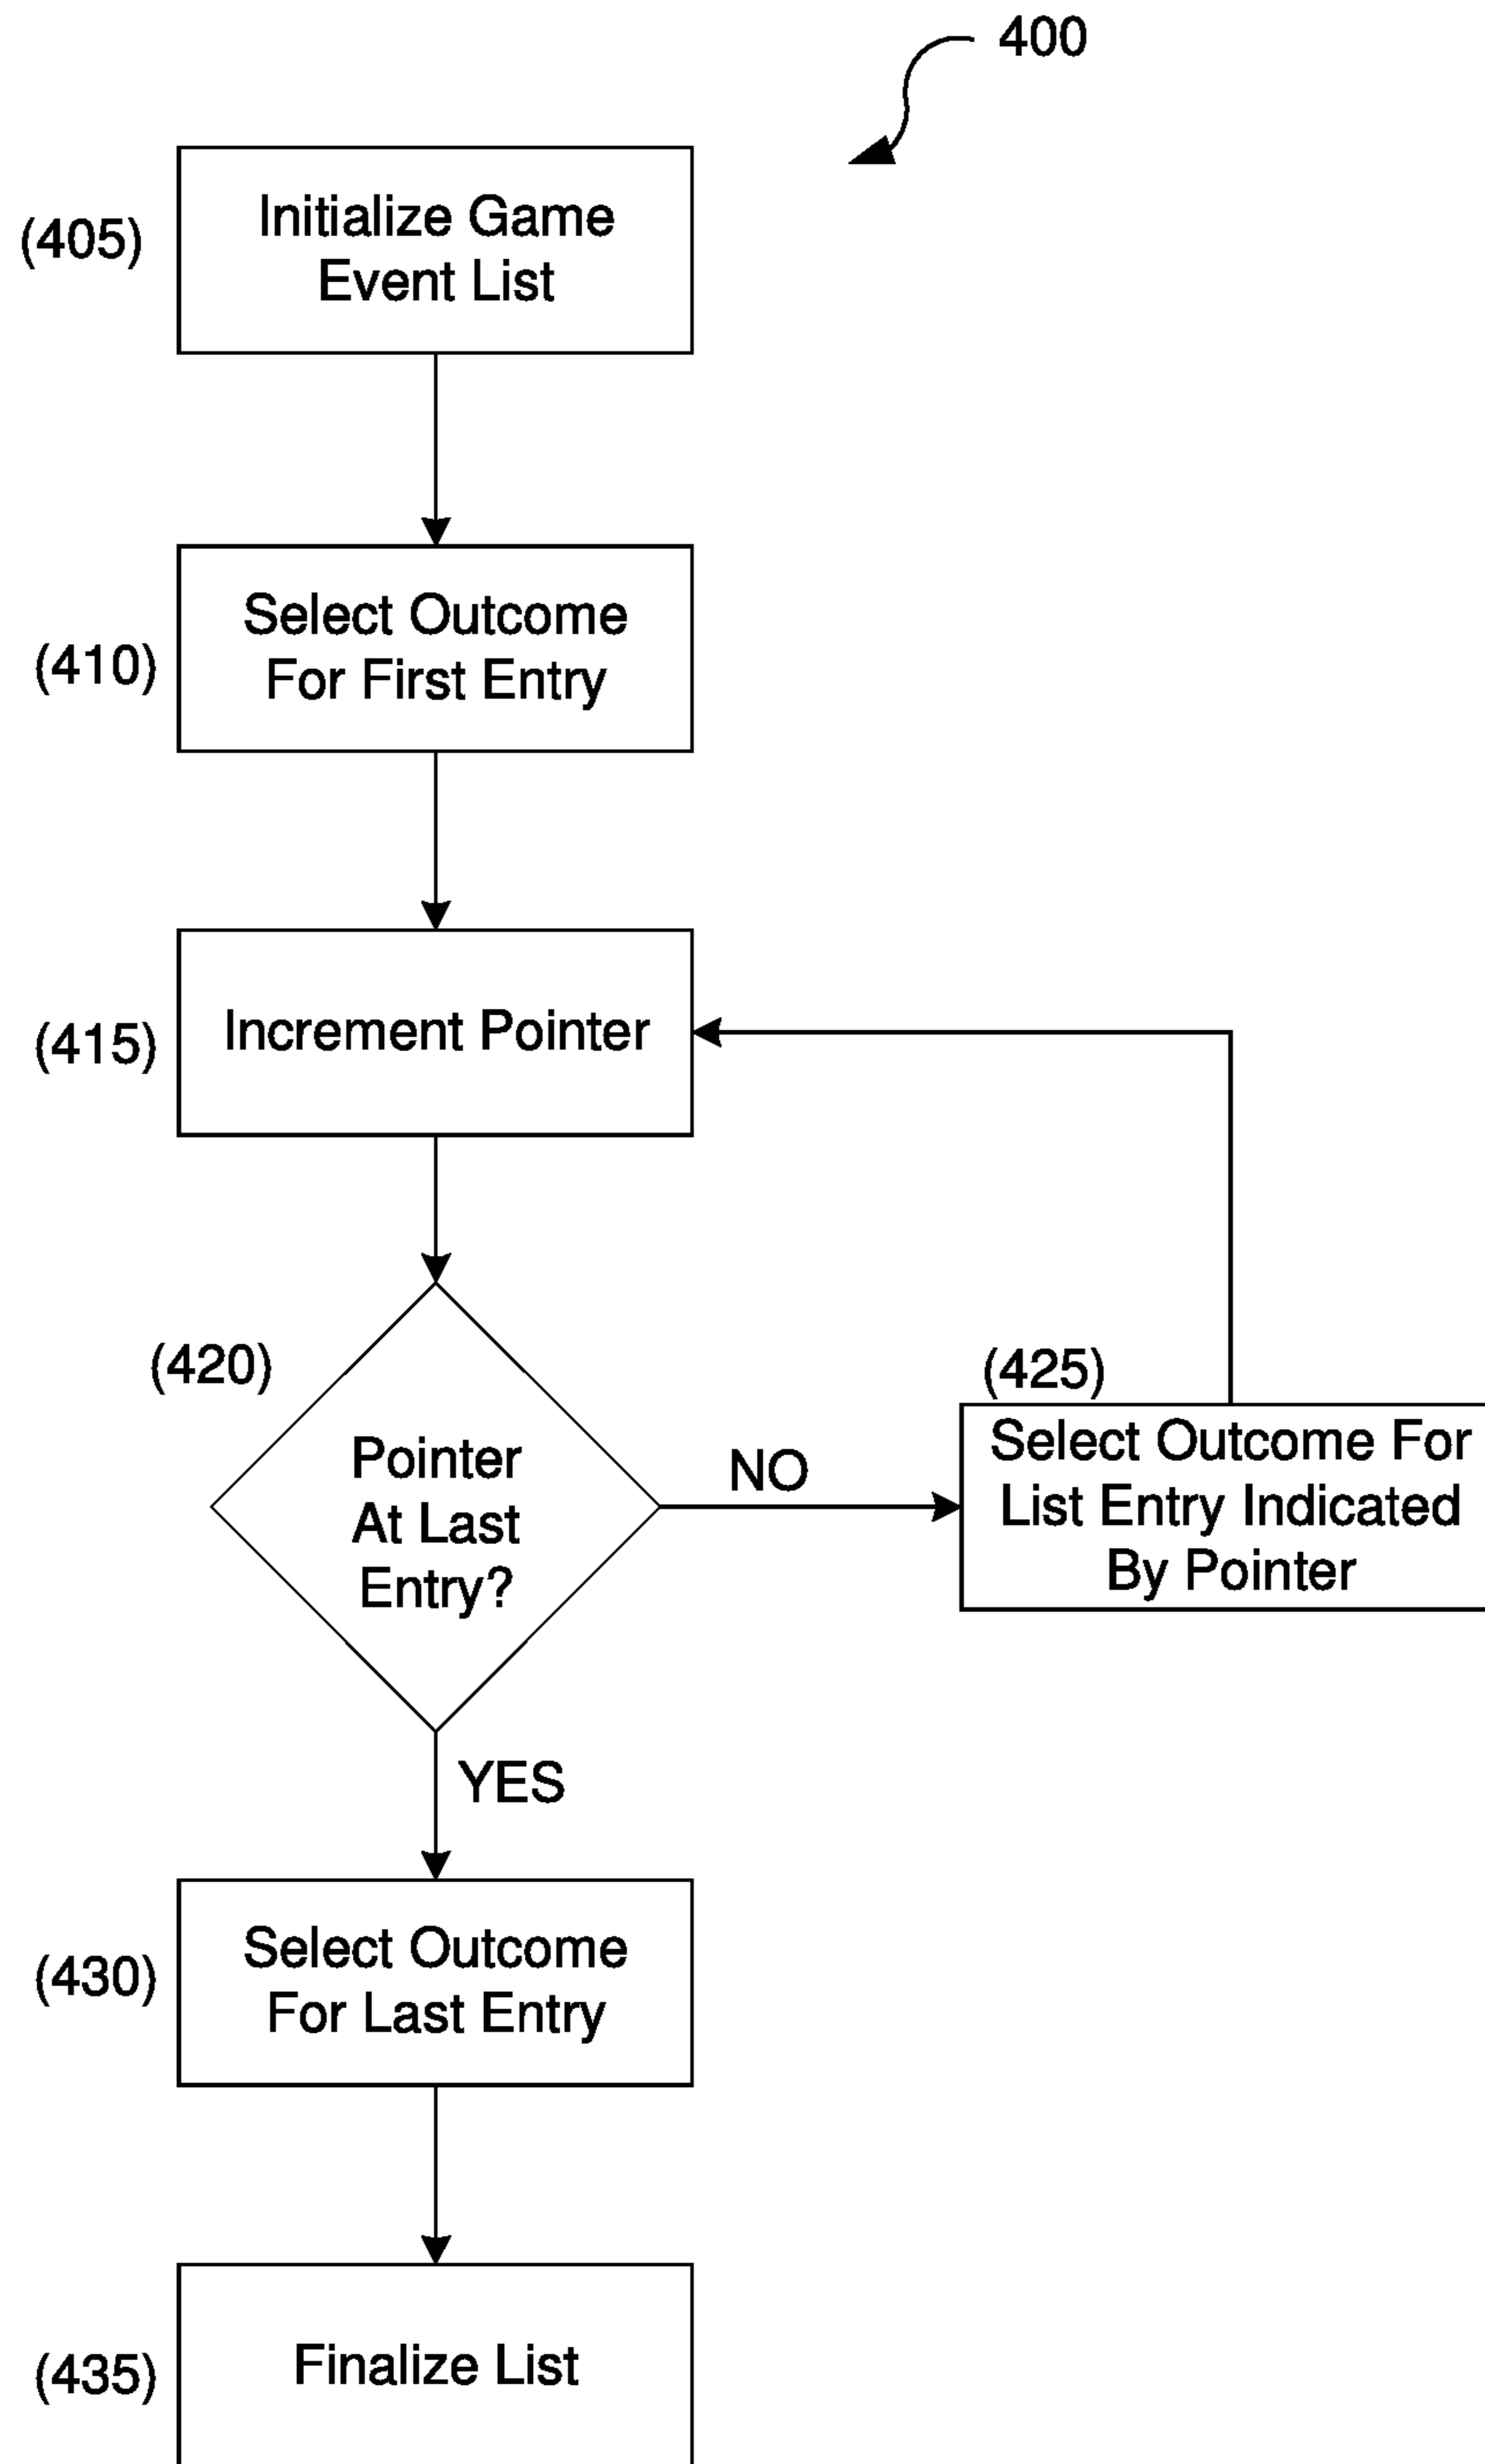 400
(405)
Initialize Game
Event List
(410)
Select Outcome
For First Entry
(415)
Increment Pointer
(420)
Pointer
At Last
Entry?
NO
(425)
Select Outcome For
List Entry Indicated
By Pointer
YES
(430)
Select Outcome
For Last Entry
(435)
Finalize List